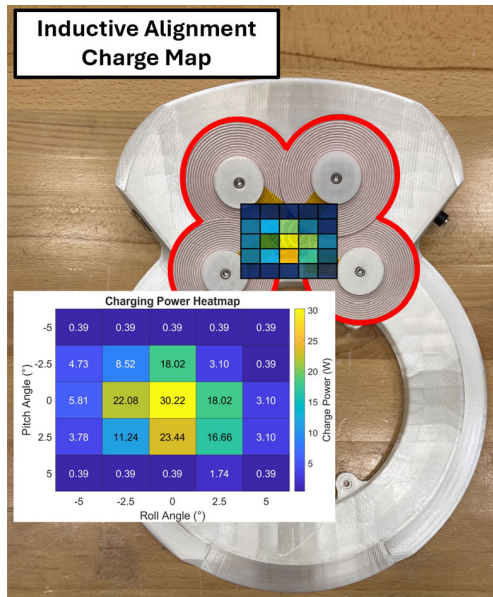 Inductive Alignment
Charge Map
Charging Power Heatmap
-5 0.39 0.39 0.39 0.39 0.39
-2.5 4.73 8.52 18.02 3.10 0.39
0 5.81 22.08 30.22 18.02 3.10
2.5 3.78 11.24 23.44 16.66 3.10
5 0.39 0.39 0.39 1.74 0.39
-5 -2.5 0 2.5 5
Roll Angle (°)
Pitch Angle (°)
30
25
20
15
10
5
Charge Power (W)